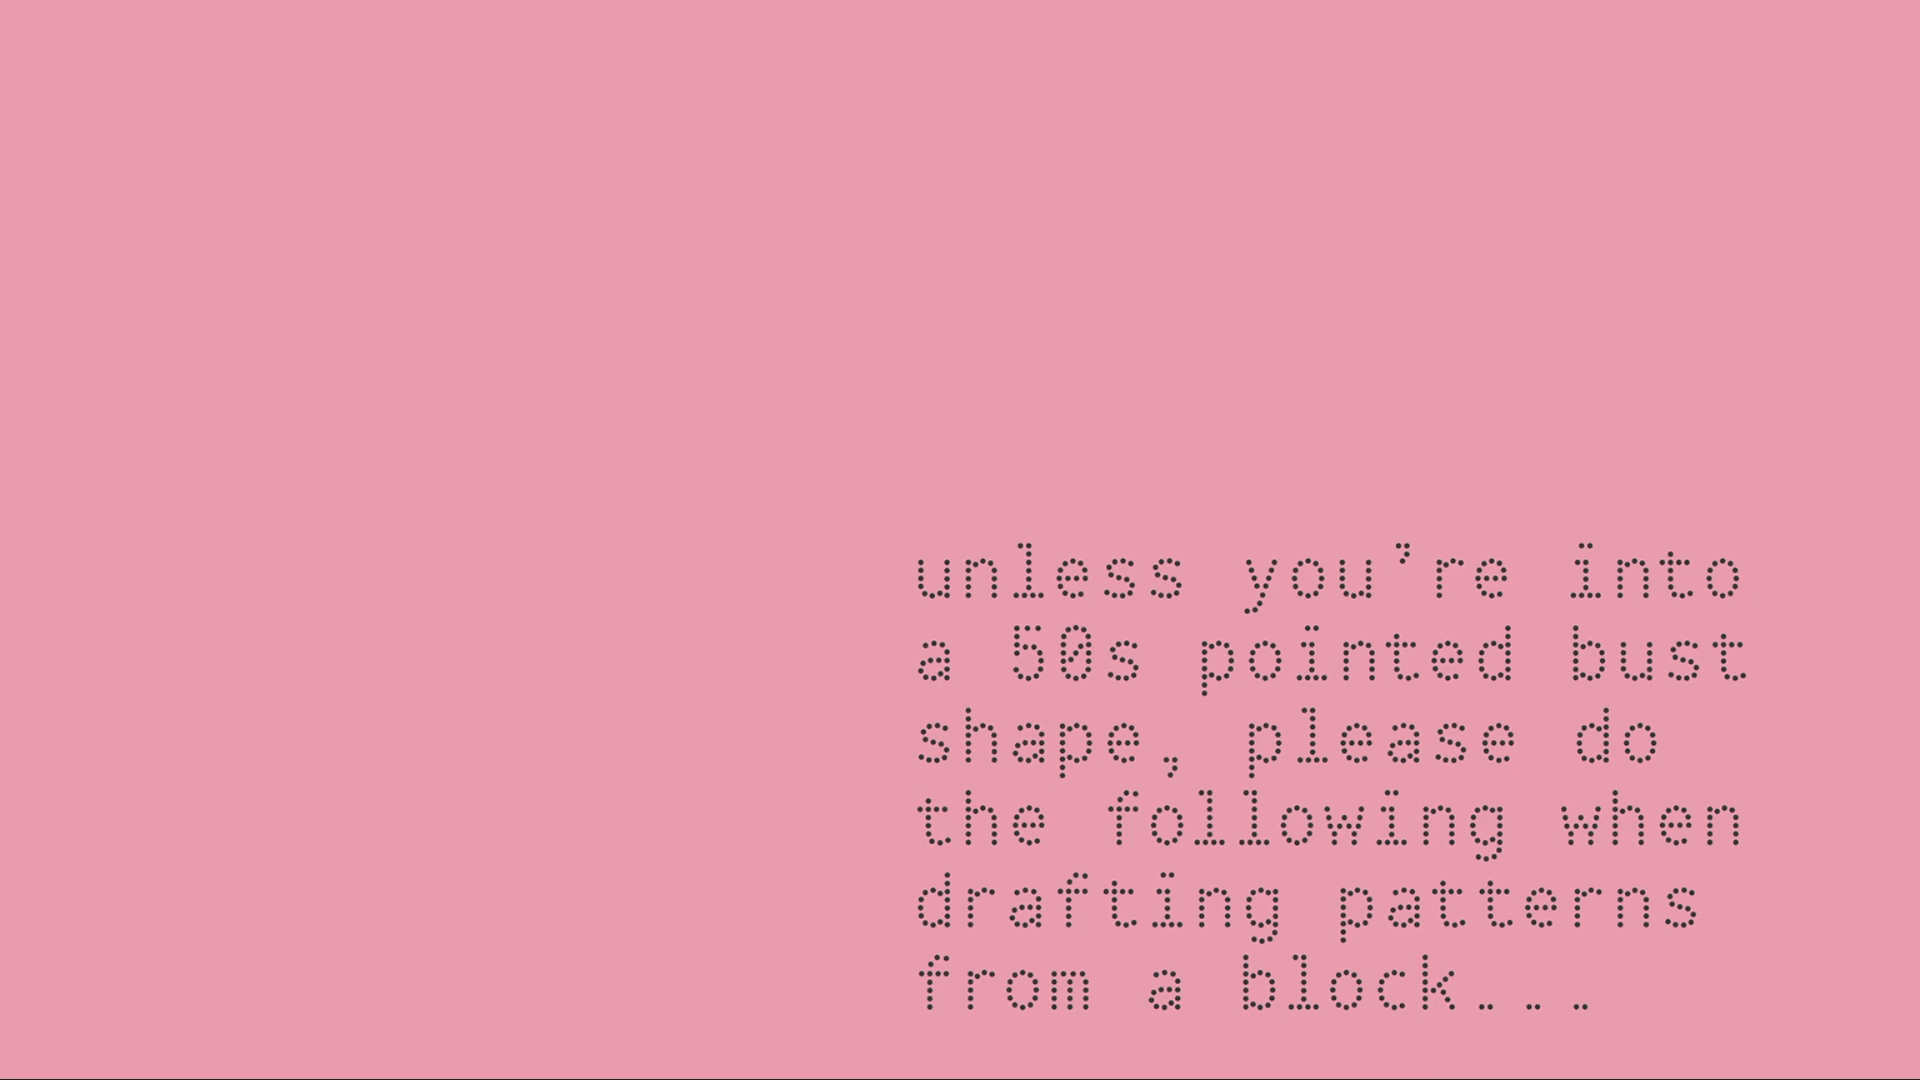 unless you're into
a 50s pointed bust
shape, please do
the following when
drafting patterns
from a block...